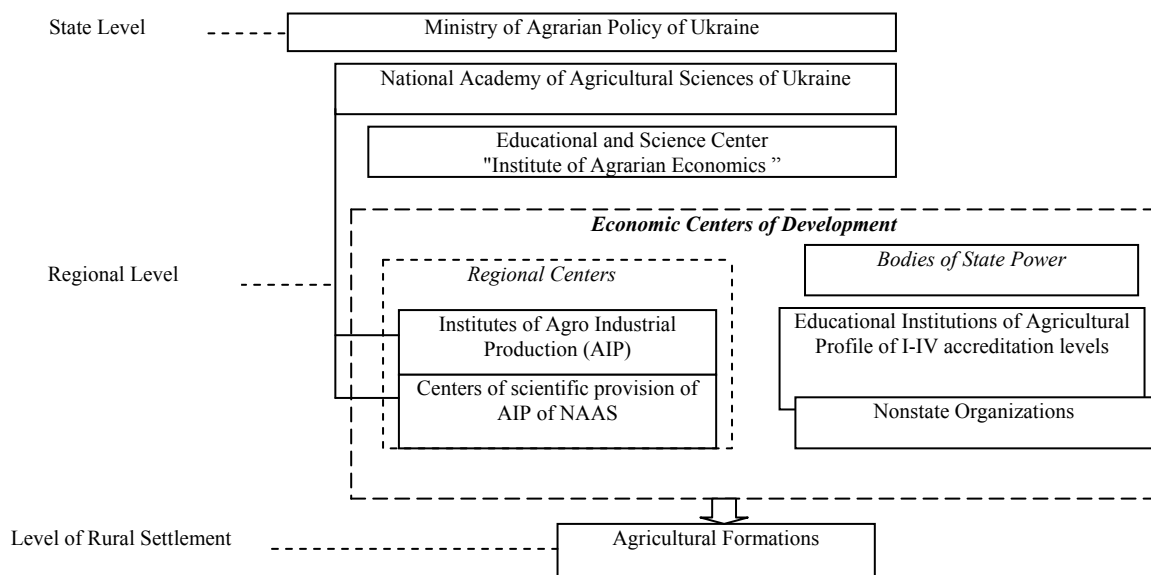 State Level
Ministry of Agrarian Policy of Ukraine
National Academy of Agricultural Sciences of Ukraine
Educational and Science Center
"Institute of Agrarian Economics ”
Economic Centers of Development
Regional Level
Regional Centers
Bodies of State Power
Institutes of Agro Industrial
Production (AIP)
Centers of scientific provision of
AIP of NAAS
Educational Institutions of Agricultural
Profile of I-IV accreditation levels
Nonstate Organizations
Level of Rural Settlement
Agricultural Formations